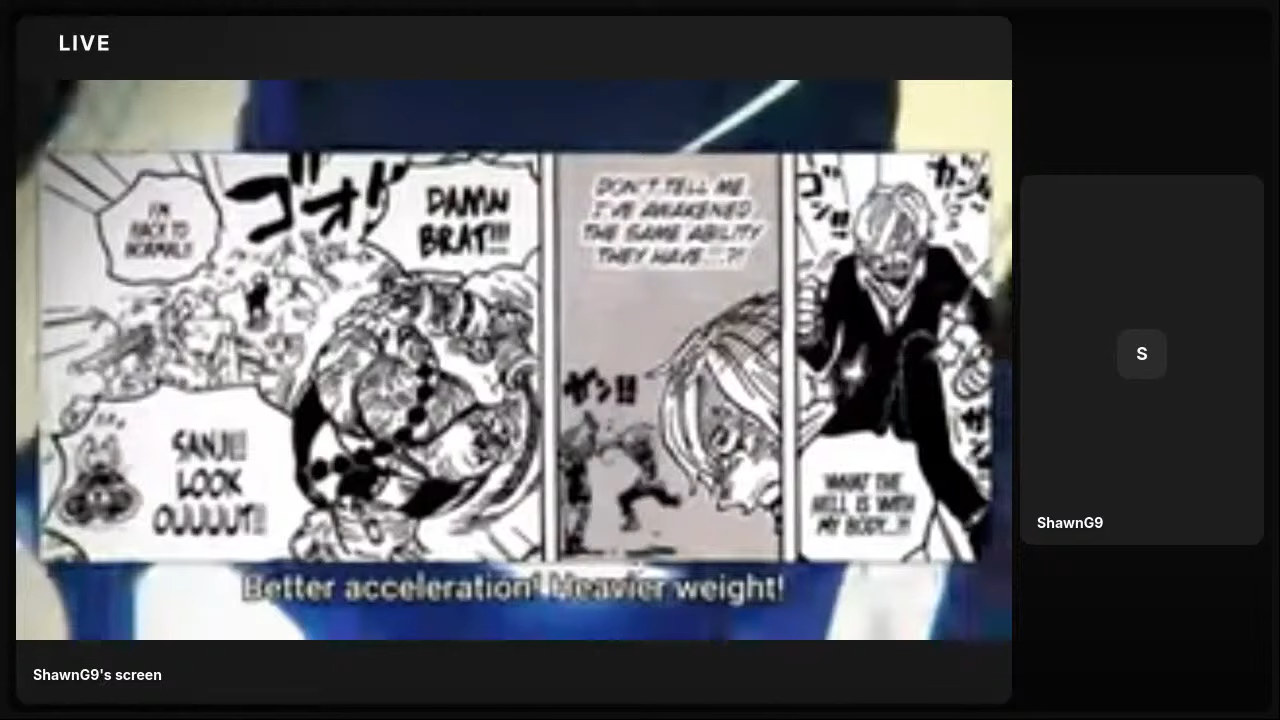 LIVE
I'M
BACK TO
NORMAL!!
ゴオ
DAMN
BRAT!!!
SANJI!!
LOOK
OUUUUT!!
DON'T TELL ME
I'VE AWAKENED
THE SAME ABILITY
THEY HAVE...?!
ガン!!
ゴン!!
WHAT THE
HELL IS WITH
MY BODY...?!
Better acceleration! Heavier weight!
S
ShawnG9
ShawnG9's screen